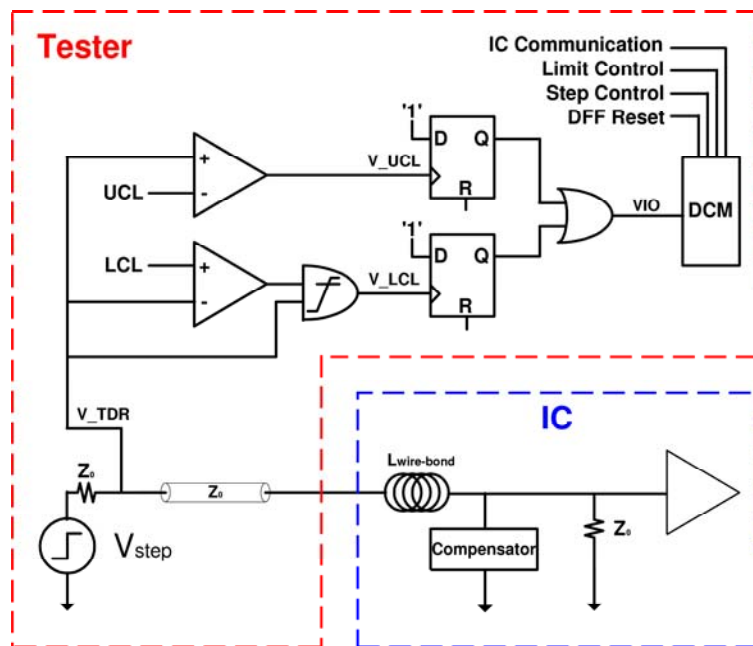 Tester
IC Communication
Limit Control
Step Control
DFF Reset
'1'
D Q
R
+
UCL -
V_UCL
DCM
VIO
LCL +
-
'1'
D Q
R
V_LCL
V_TDR
IC
Lwire-bond
Z₀
Z₀
Vstep
Compensator
Z₀